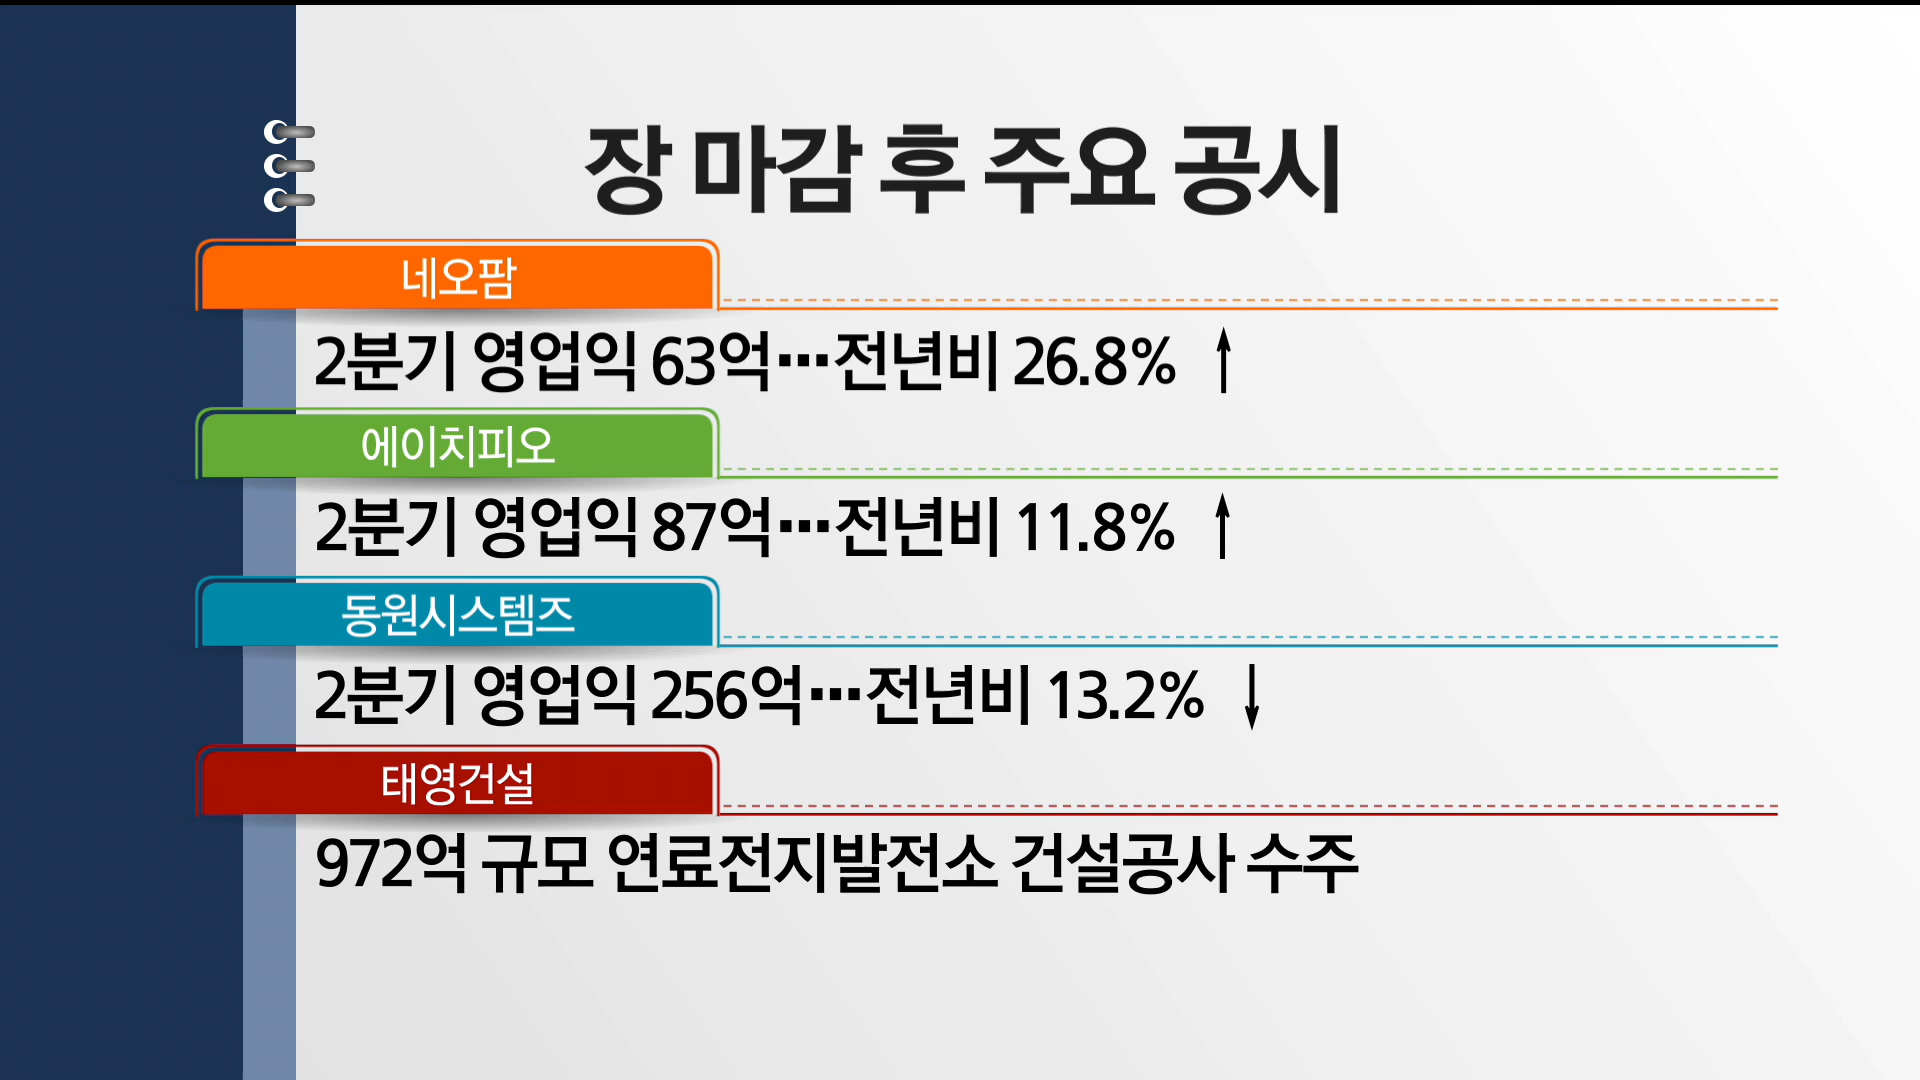 장 마감 후 주요 공시
네오팜
2분기 영업익 63억…전년비 26.8% ↑
에이치피오
2분기 영업익 87억…전년비 11.8% ↑
동원시스템즈
2분기 영업익 256억…전년비 13.2% ↓
태영건설
972억 규모 연료전지발전소 건설공사 수주